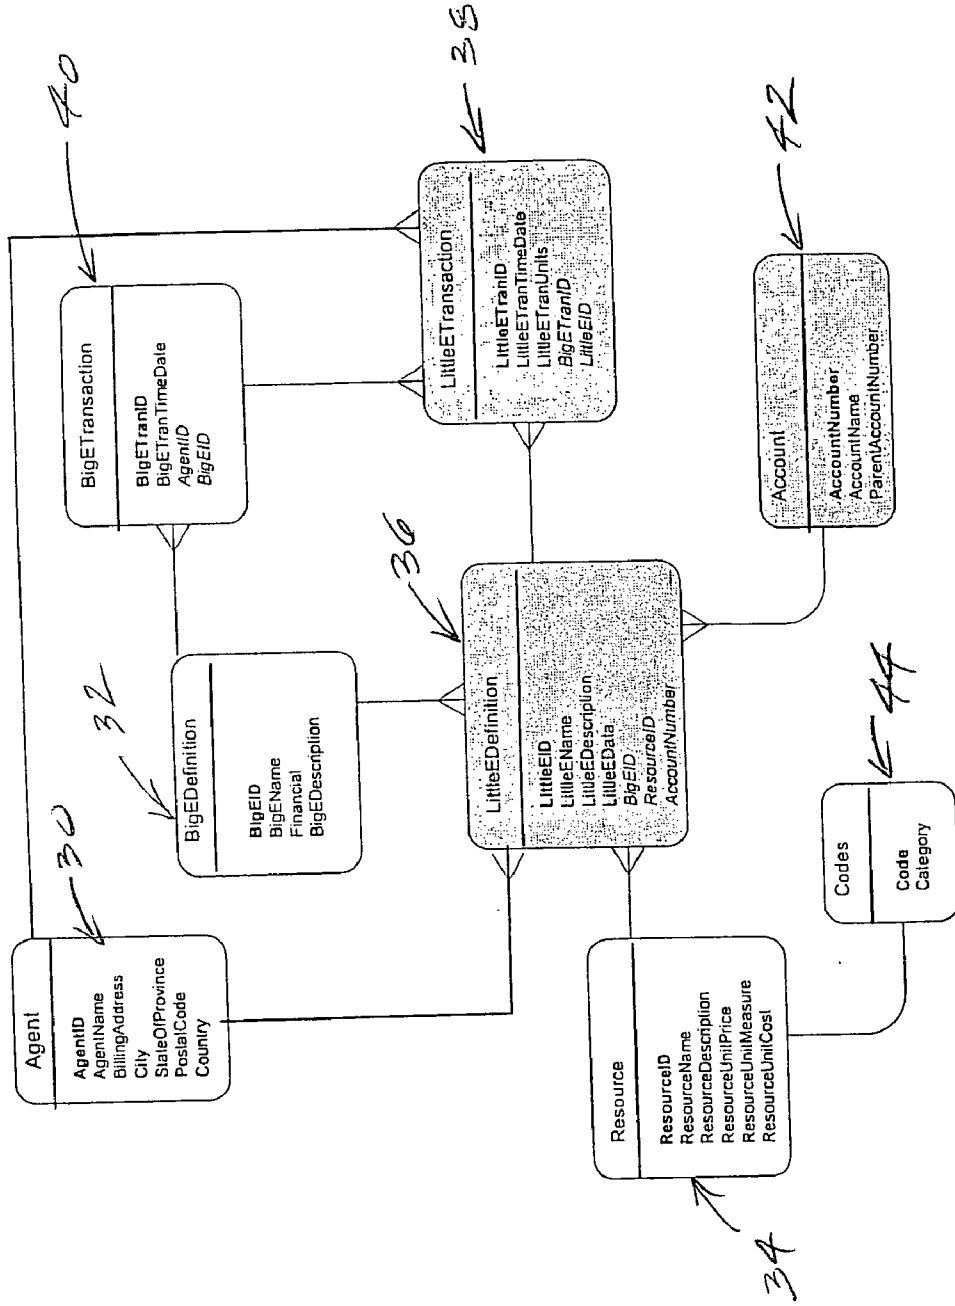 Agent
AgentID
AgentName
BillingAddress
City
StateOfProvince
PostalCode
Country
30
BigEDefinition
BigEID
BigEName
Financial
BigEDescription
32
BigETransaction
BigETranID
BigETranTimeDate
AgentID
BigEID
40
Resource
ResourceID
ResourceName
ResourceDescription
ResourceUnitPrice
ResourceUnitMeasure
ResourceUnitCost
34
LittleEDefinition
LittleEID
LittleEName
LittleEDescription
LittleEData
BigEID
ResourceID
AccountNumber
36
LittleETransaction
LittleETranID
LittleETranTimeDate
LittleETranUnits
BigETranID
LittleEID
38
Codes
Code
Category
44
Account
AccountNumber
AccountName
ParentAccountNumber
42